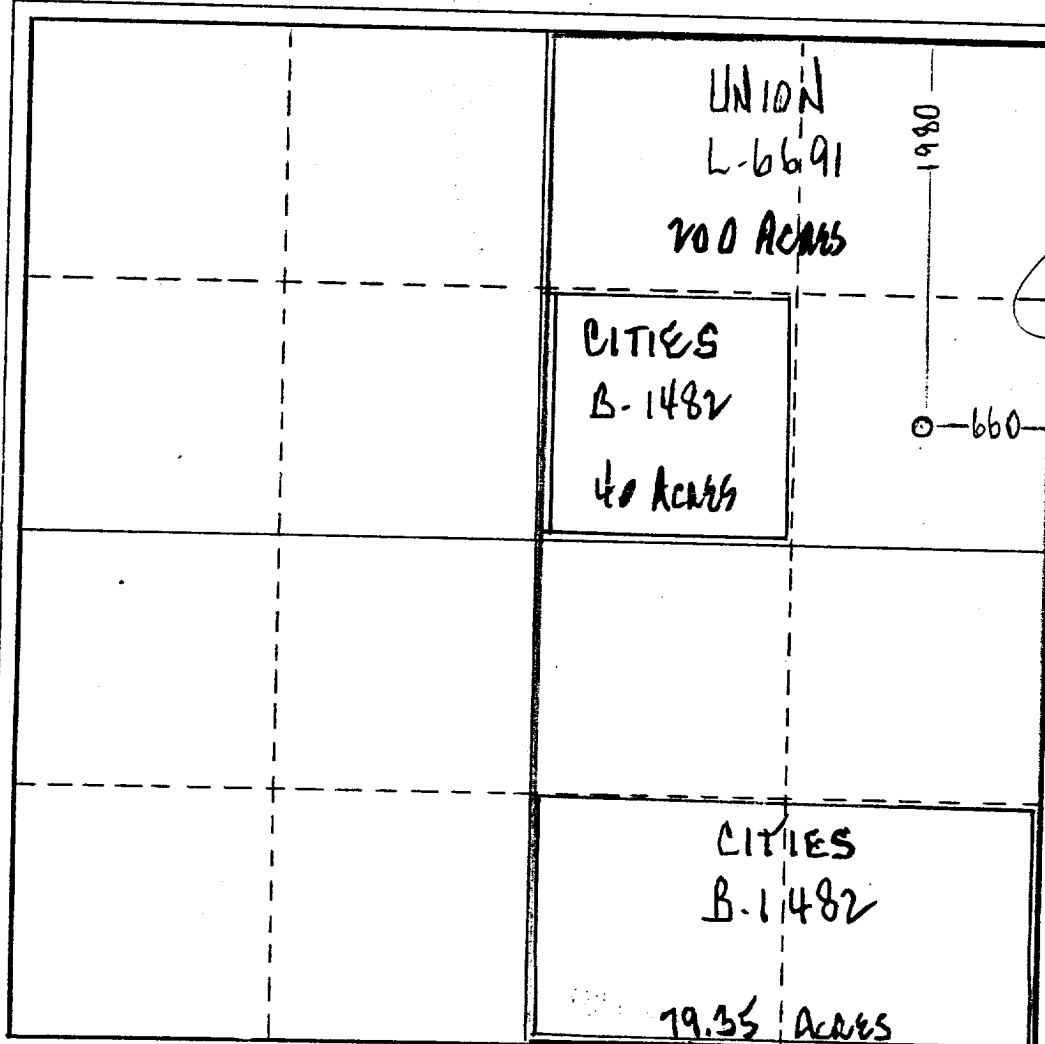 UNION
L-6691
200 Acres
1980
CITIES
B-1482
40 Acres
660
CITIES
B-1482
79.35 Acres